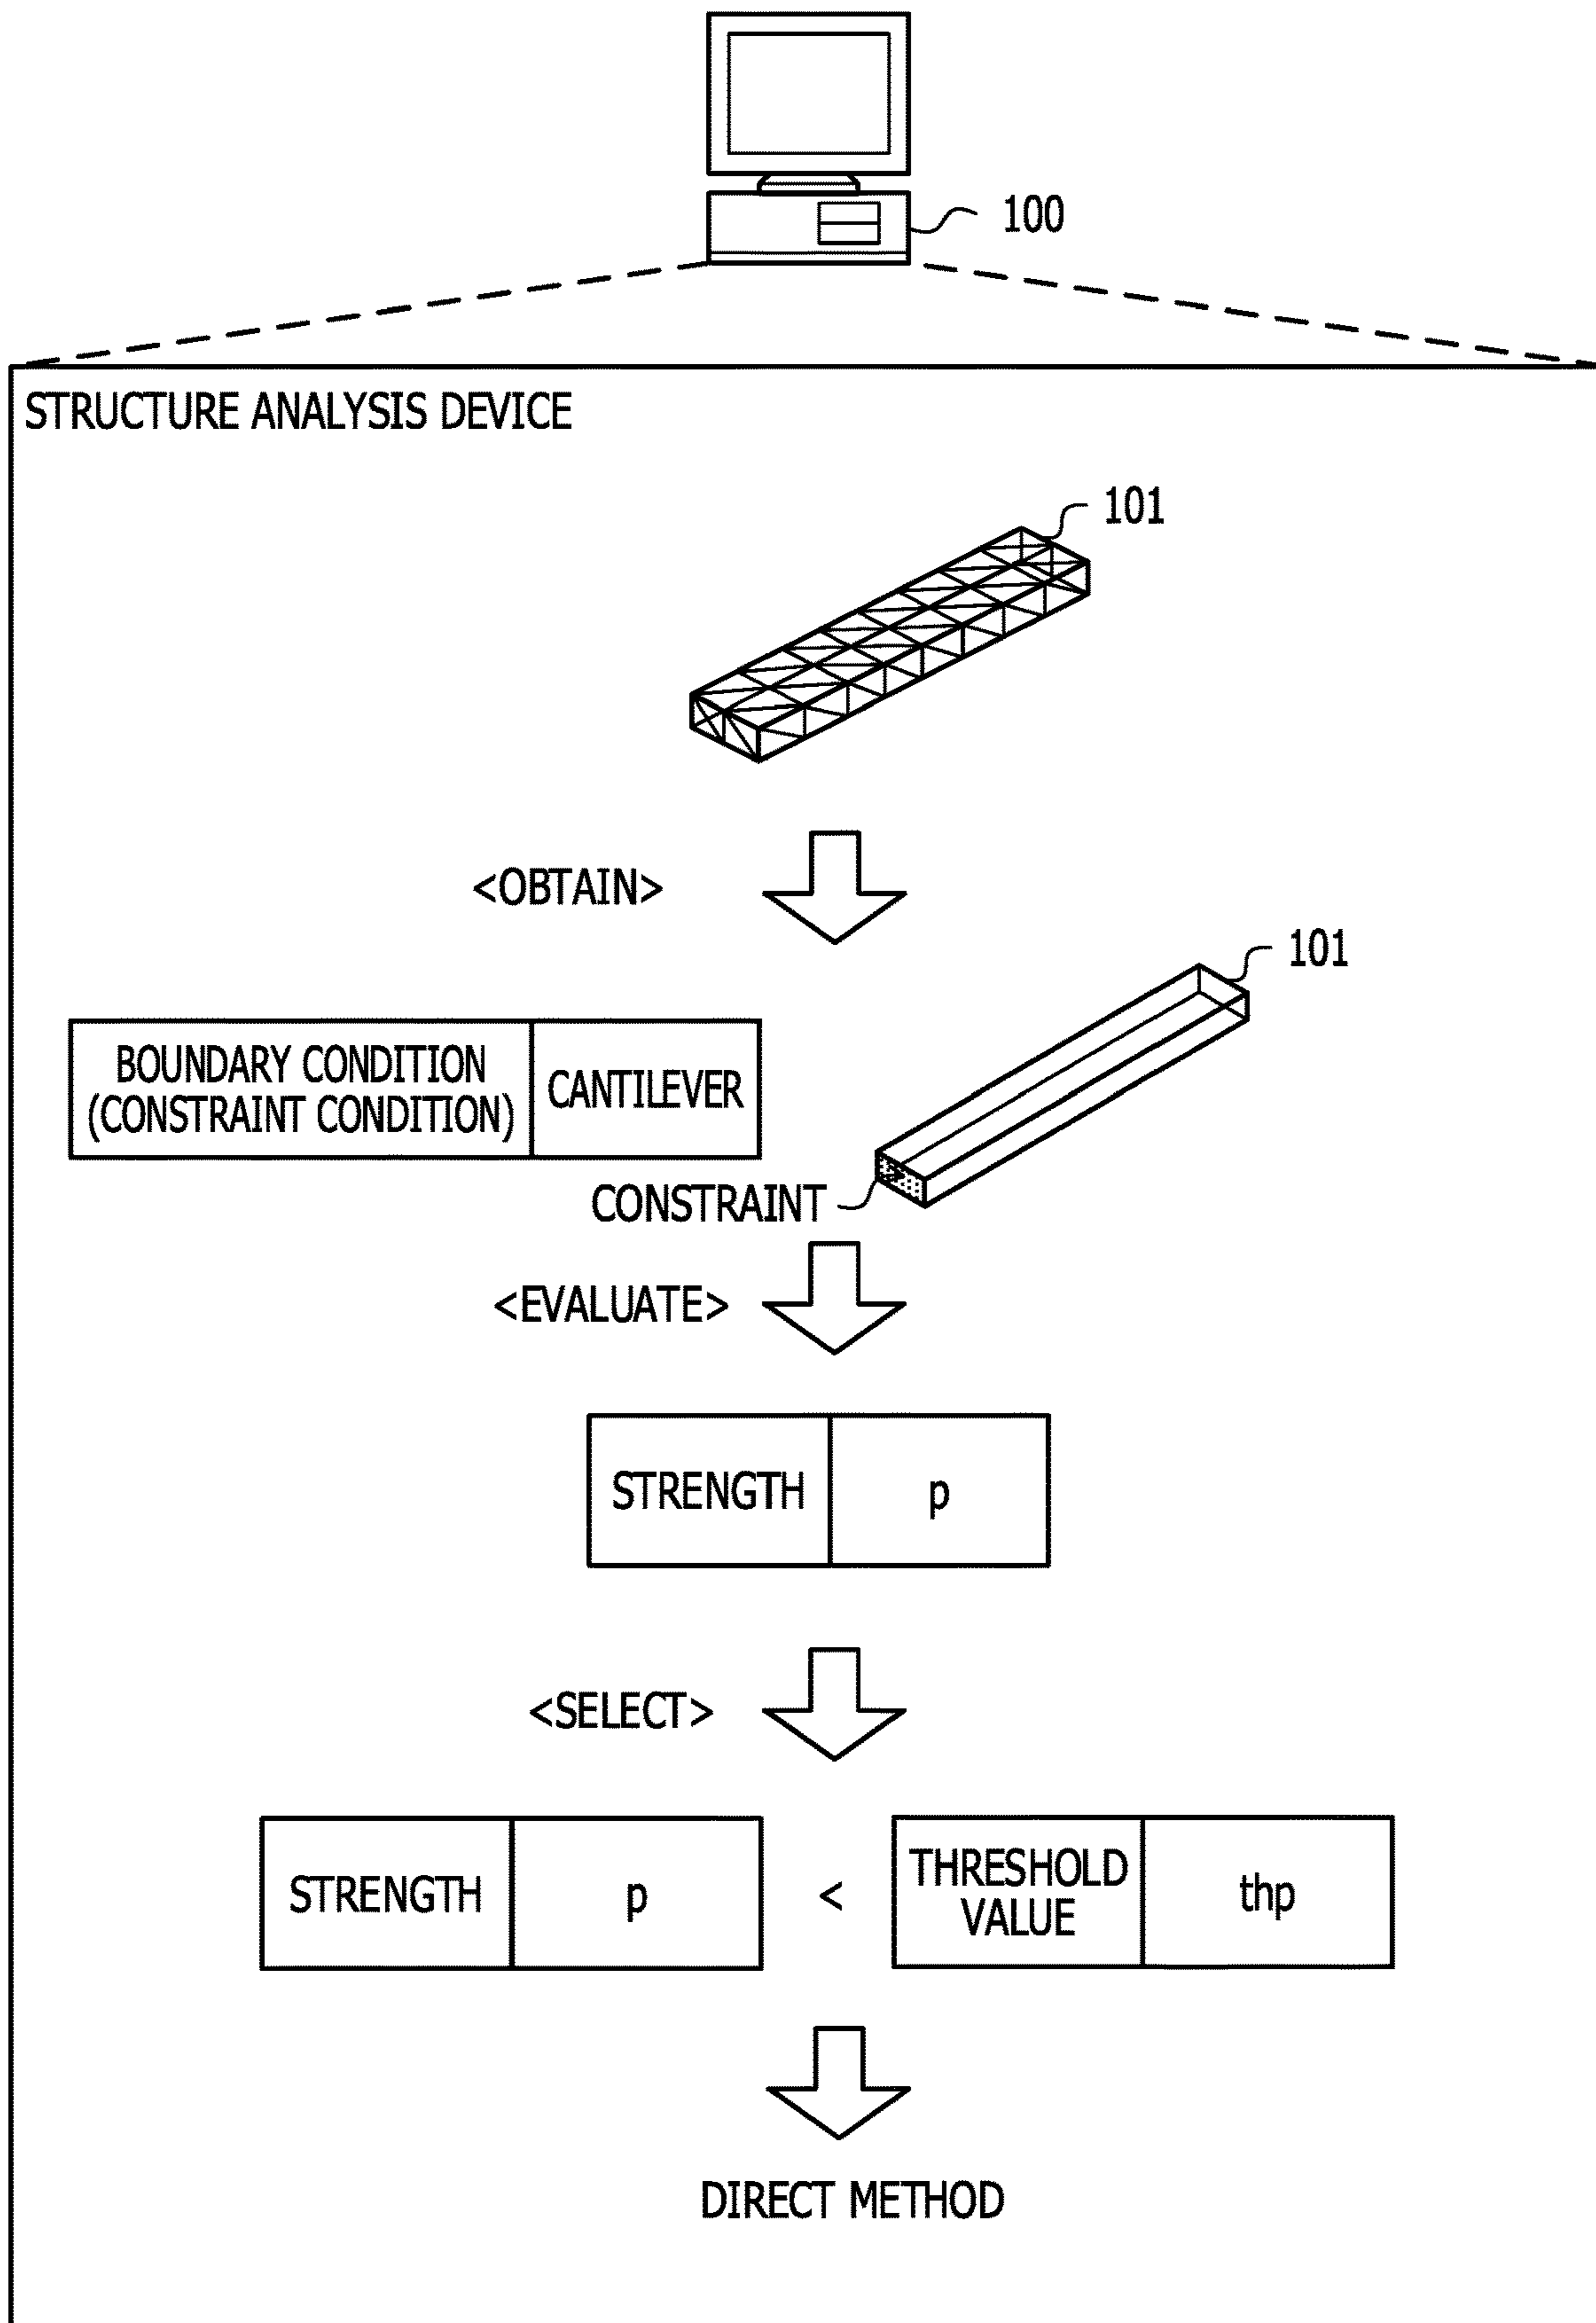 100
STRUCTURE ANALYSIS DEVICE
101
<OBTAIN>
101
BOUNDARY CONDITION
(CONSTRAINT CONDITION)
CANTILEVER
CONSTRAINT
<EVALUATE>
STRENGTH
p
<SELECT>
STRENGTH
p
<
THRESHOLD
VALUE
thp
DIRECT METHOD